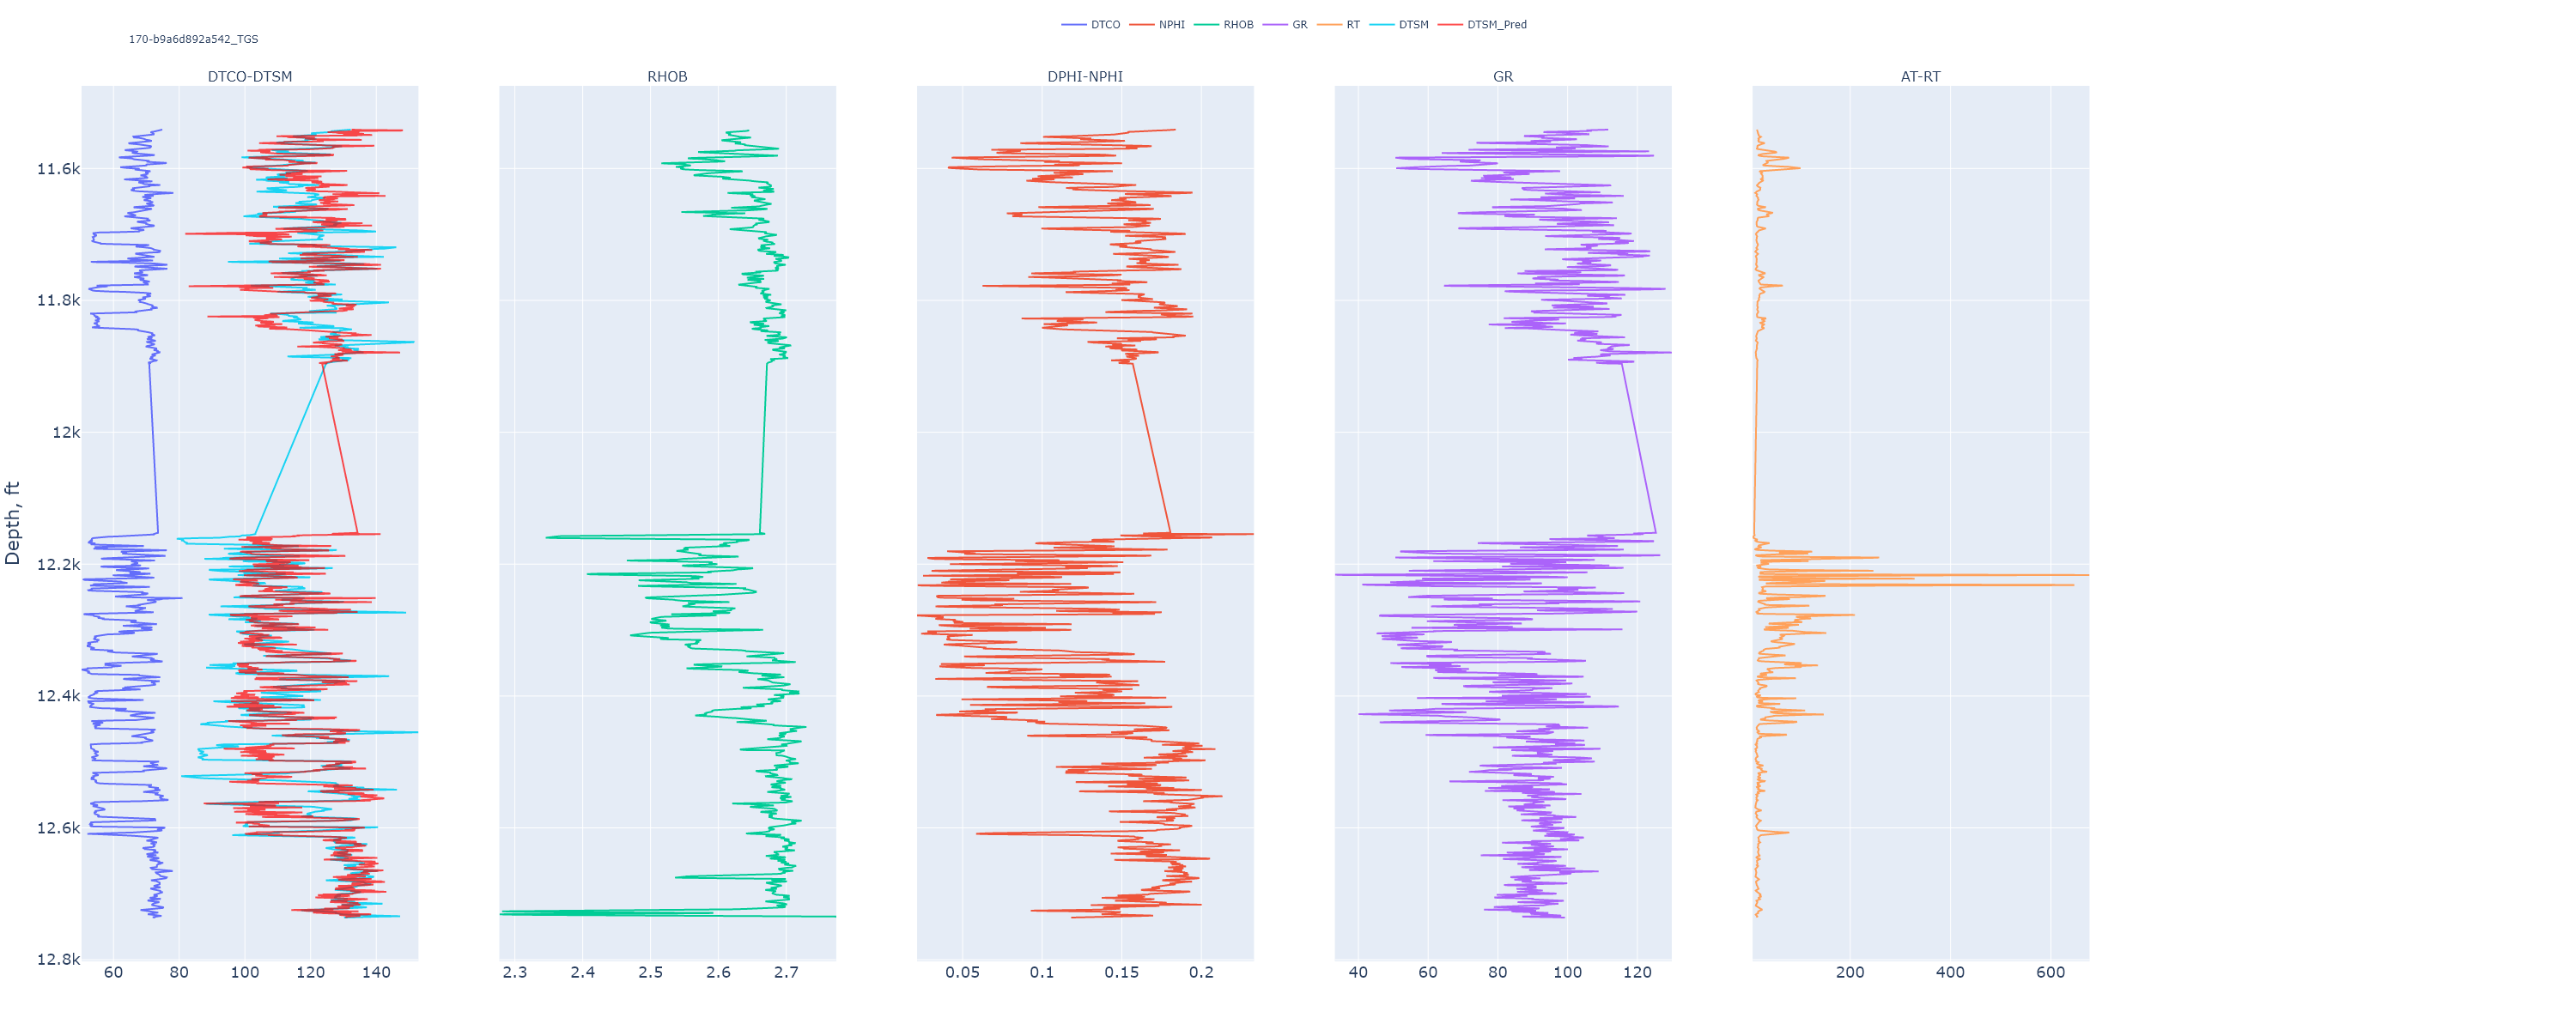 DTCO NPHI RHOB GR RT DTSM DTSM_Pred
170-b9a6d892a542_TGS
DTCO-DTSM RHOB DPHI-NPHI GR AT-RT
Depth, ft
11.6k
11.8k
12k
12.2k
12.4k
12.6k
12.8k
60 80 100 120 140 2.3 2.4 2.5 2.6 2.7 0.05 0.1 0.15 0.2 40 60 80 100 120 200 400 600